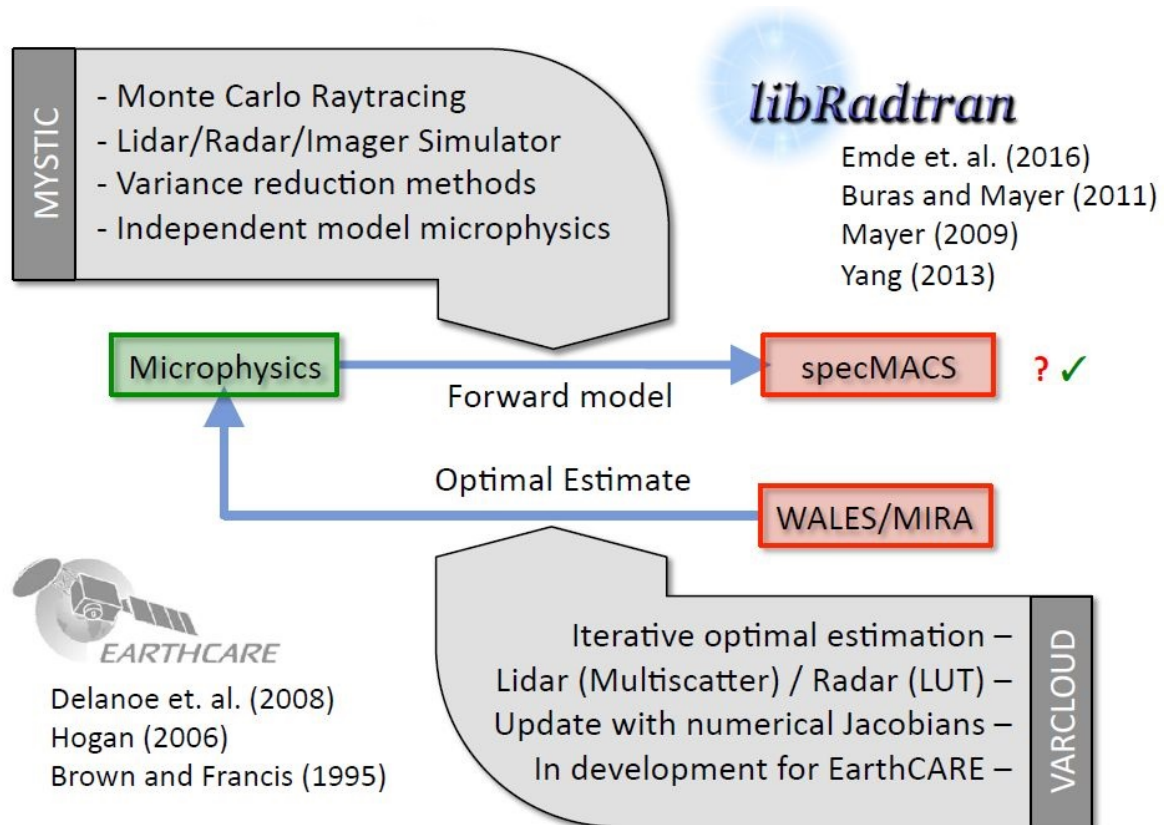 MYSTIC
- Monte Carlo Raytracing
- Lidar/Radar/Imager Simulator
- Variance reduction methods
- Independent model microphysics
libRadtran
Emde et. al. (2016)
Buras and Mayer (2011)
Mayer (2009)
Yang (2013)
Microphysics
Forward model
specMACS
? ✓
Optimal Estimate
WALES/MIRA
EARTHCARE
Delanoe et. al. (2008)
Hogan (2006)
Brown and Francis (1995)
Iterative optimal estimation –
Lidar (Multiscatter) / Radar (LUT) –
Update with numerical Jacobians –
In development for EarthCARE –
VARCLOUD